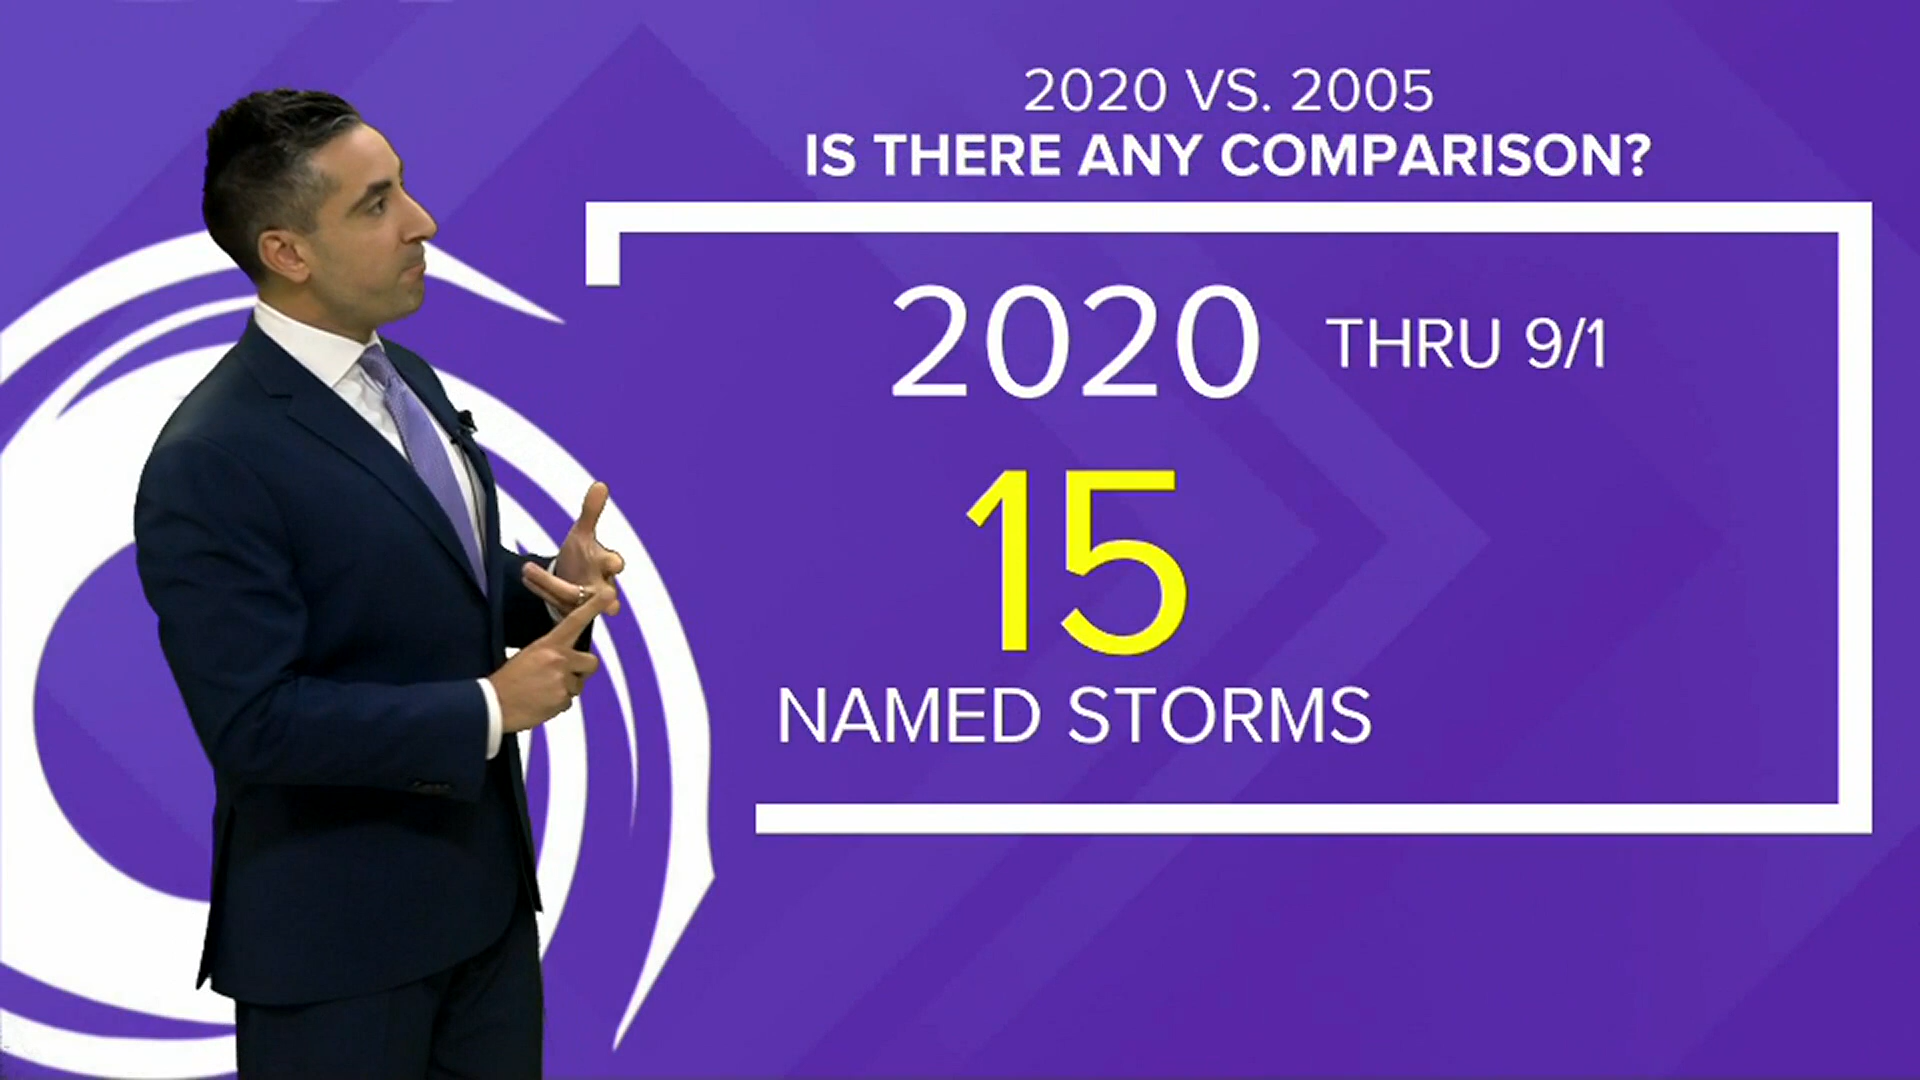 2020 VS. 2005
IS THERE ANY COMPARISON?
2020 THRU 9/1
15
NAMED STORMS